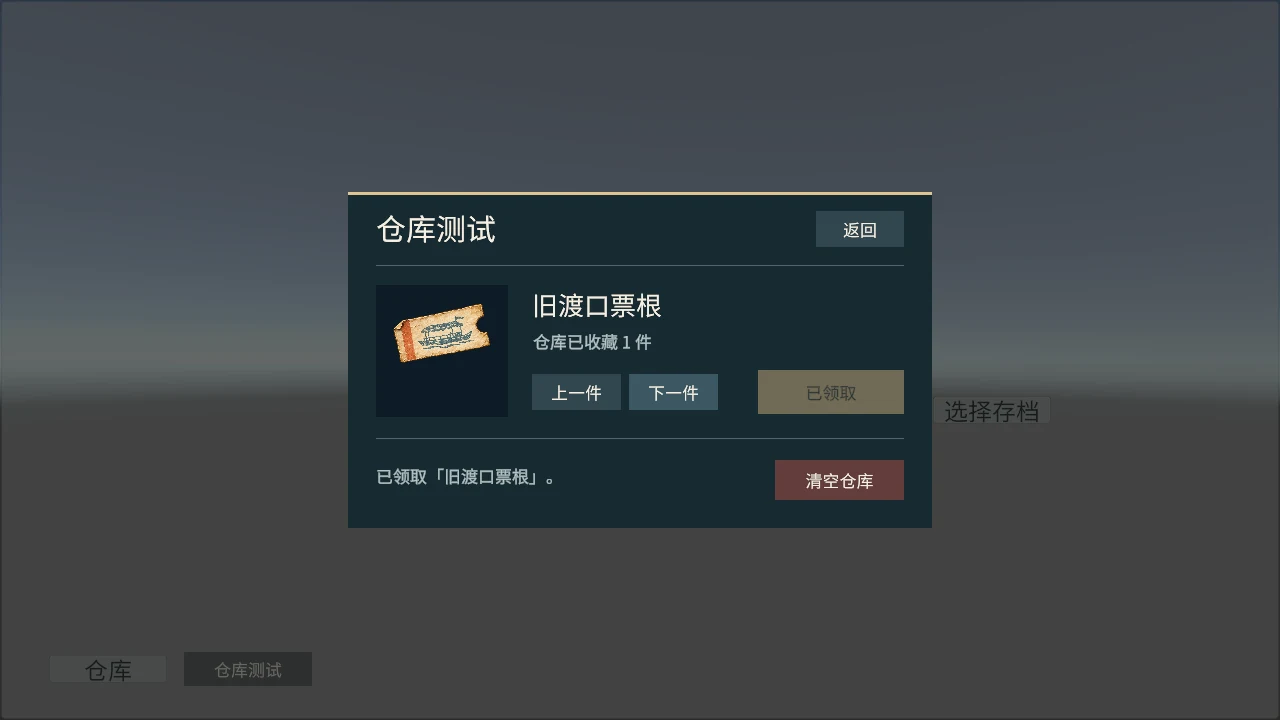 仓库测试
返回
旧渡口票根
仓库已收藏 1 件
上一件
下一件
已领取
选择存档
已领取「旧渡口票根」。
清空仓库
仓库
仓库测试